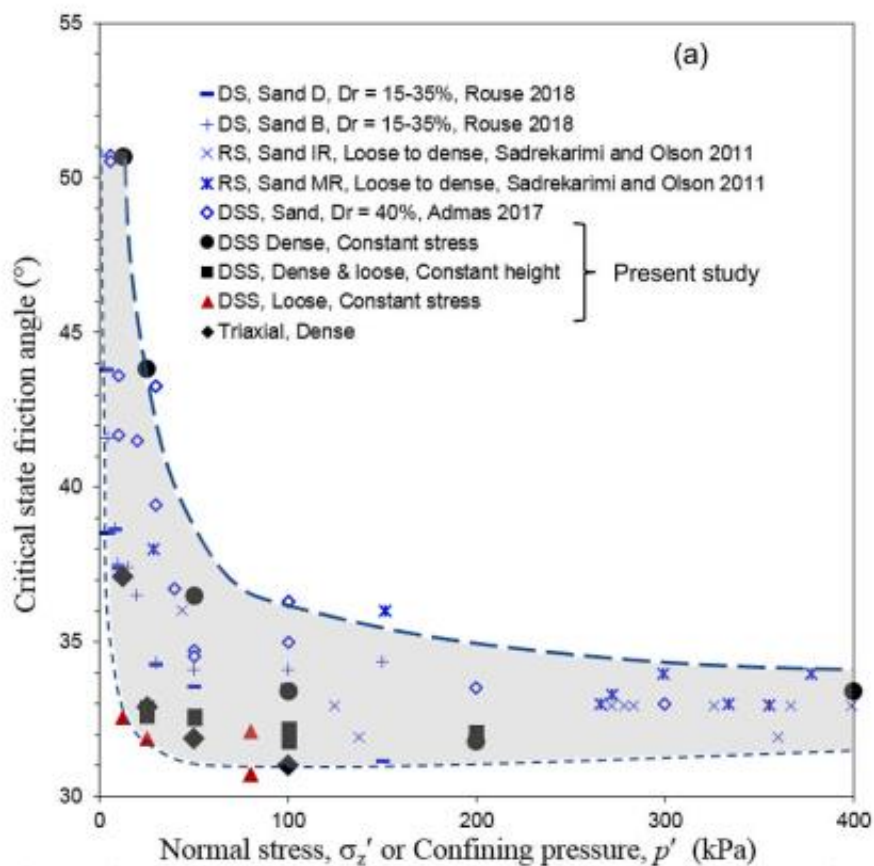 (a)
DS, Sand D, Dr = 15-35%, Rouse 2018
DS, Sand B, Dr = 15-35%, Rouse 2018
RS, Sand IR, Loose to dense, Sadrekarimi and Olson 2011
RS, Sand MR, Loose to dense, Sadrekarimi and Olson 2011
DSS, Sand, Dr = 40%, Admas 2017
DSS Dense, Constant stress
DSS, Dense & loose, Constant height
DSS, Loose, Constant stress
Triaxial, Dense
Present study
Critical state friction angle (°)
55
50
45
40
35
30
0
100
200
300
400
Normal stress, σz′ or Confining pressure, p′ (kPa)